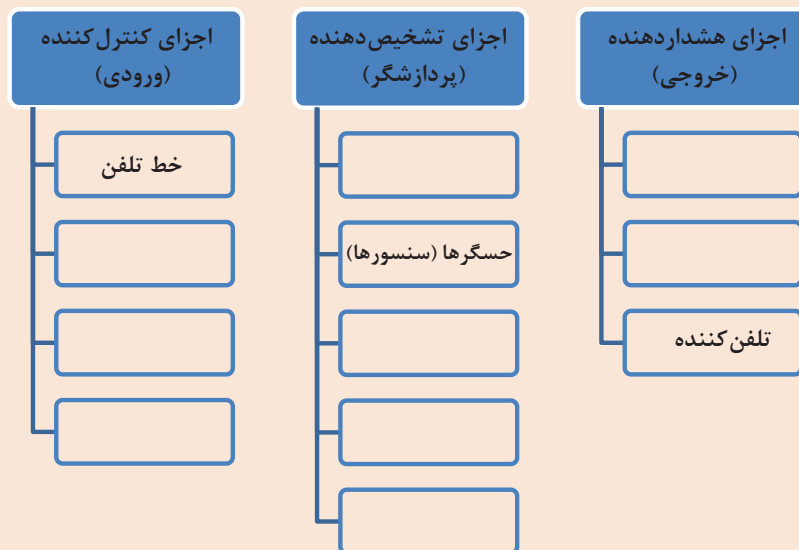 اجزای هشداردهنده
(خروجی)
تلفن‌کننده
اجزای تشخیص‌دهنده
(پردازشگر)
حسگرها (سنسورها)
اجزای کنترل‌کننده
(ورودی)
خط تلفن